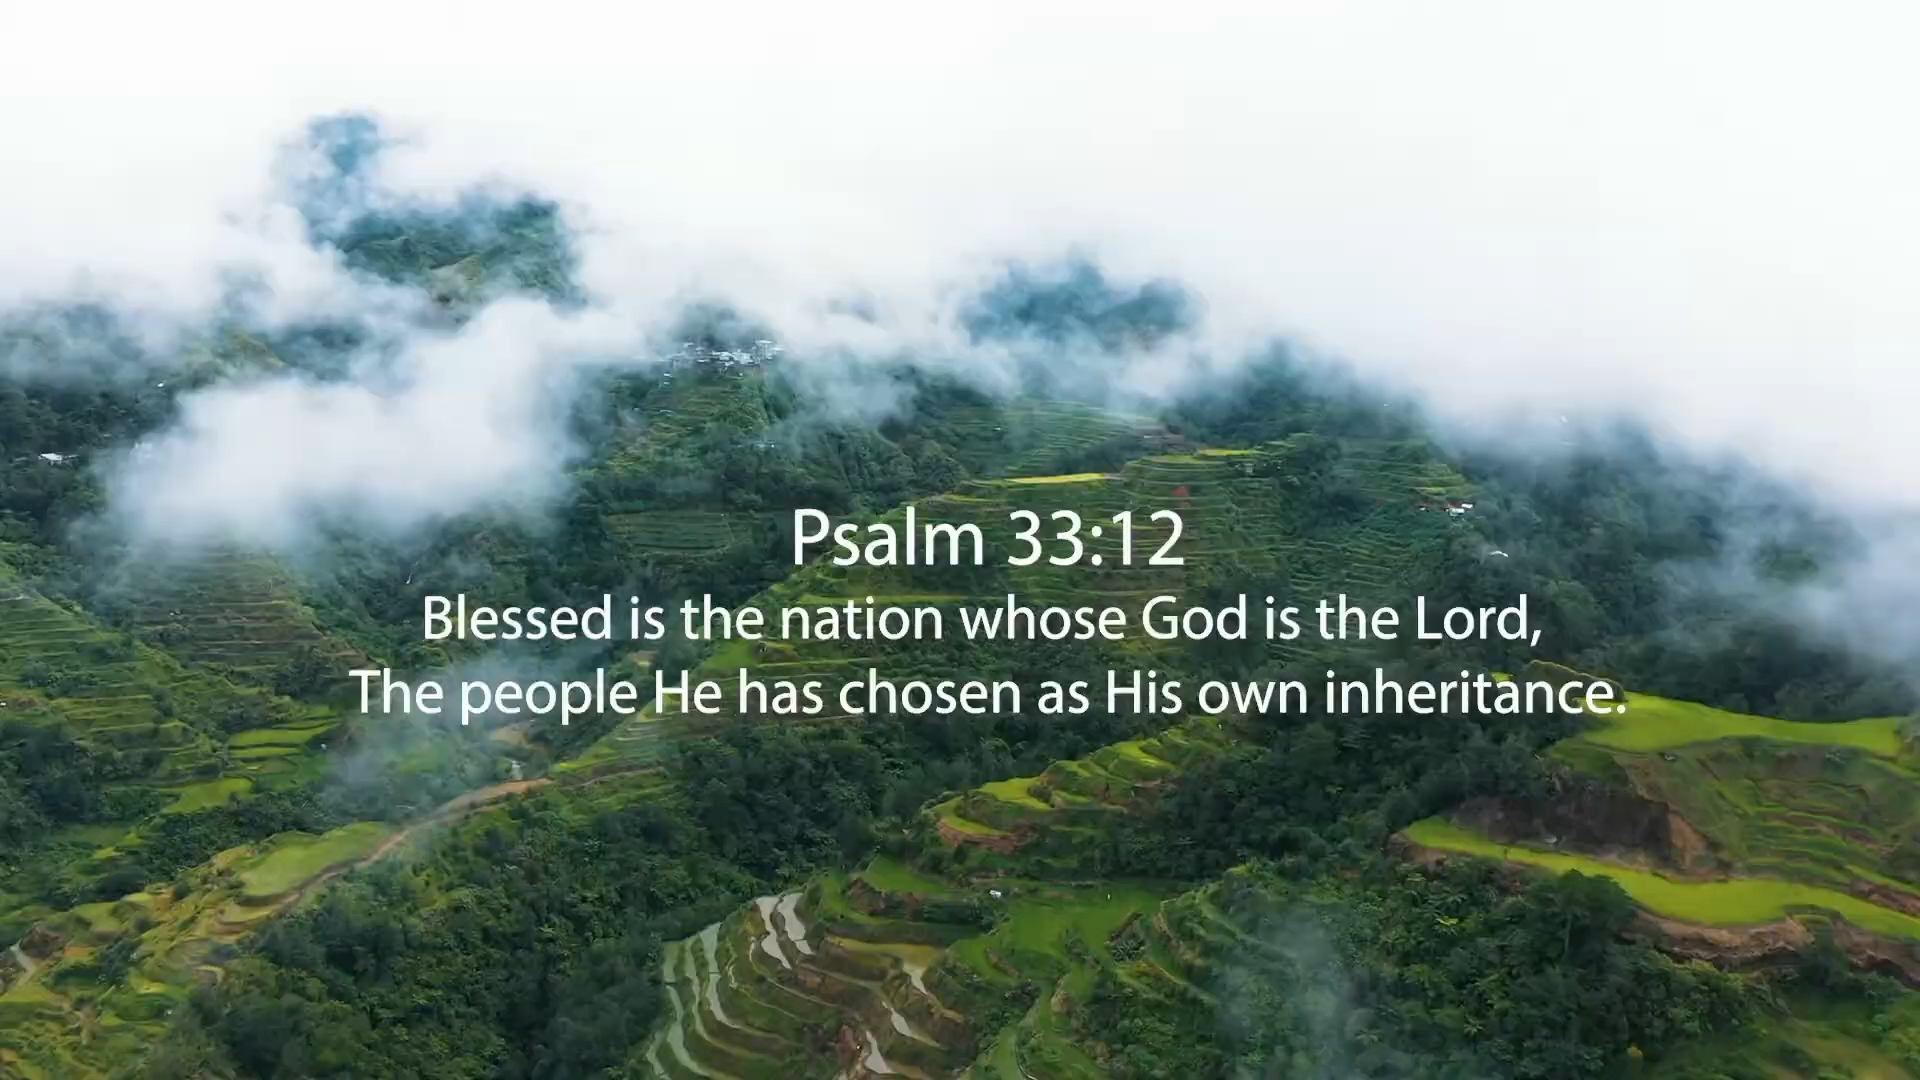 Psalm 33:12
Blessed is the nation whose God is the Lord,
The people He has chosen as His own inheritance.